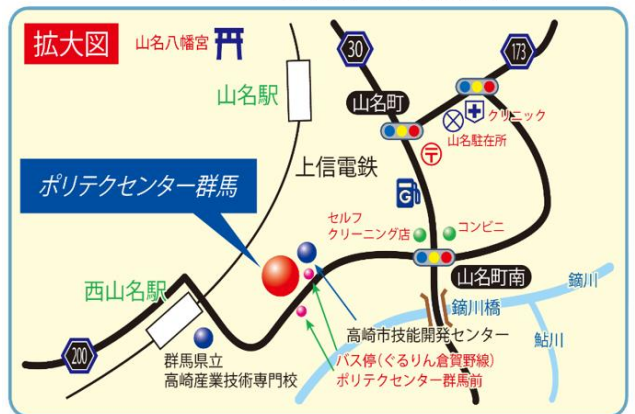 拡大図
山名八幡宮
30
173
山名駅
山名町
クリニック
山名駐在所
上信電鉄
ポリテクセンター群馬
G
セルフ
クリーニング店
コンビニ
山名町南
西山名駅
鏑川
鏑川橋
鮎川
高崎市技能開発センター
200
群馬県立
高崎産業技術専門校
バス停(ぐるりん倉賀野線)
ポリテクセンター群馬前